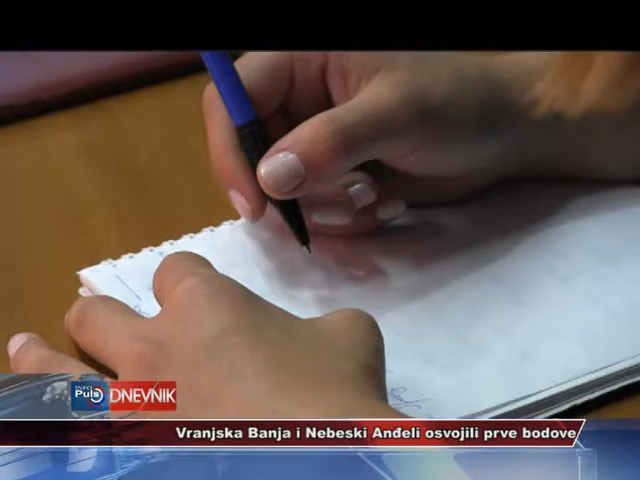 INFO
Puls
DNEVNIK
Vranjska Banja i Nebeski Anđeli osvojili prve bodove